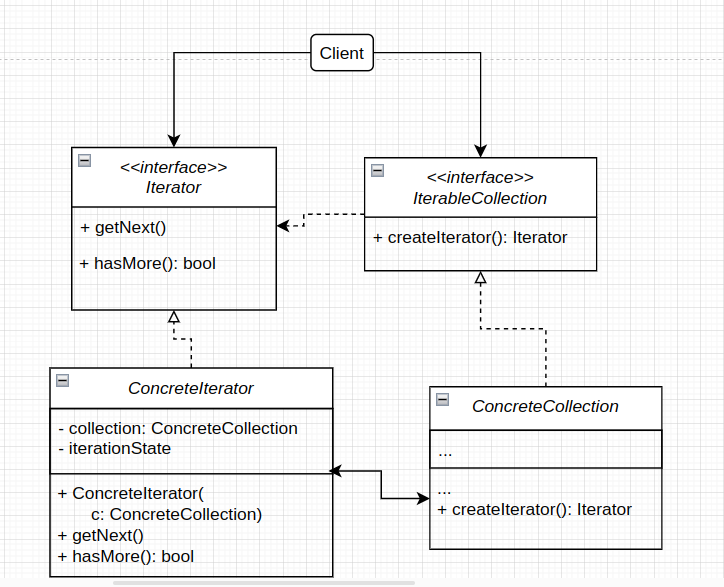 Client
<<interface>>
Iterator
+ getNext()
+ hasMore(): bool
<<interface>>
IterableCollection
+ createIterator(): Iterator
ConcreteIterator
- collection: ConcreteCollection
- iterationState
+ ConcreteIterator(
c: ConcreteCollection)
+ getNext()
+ hasMore(): bool
ConcreteCollection
...
...
+ createIterator(): Iterator